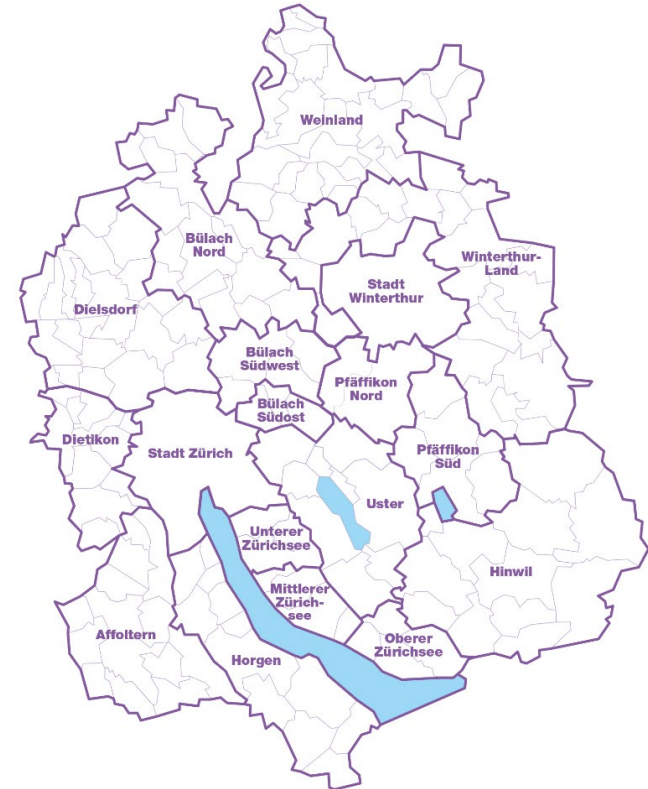 Weinland
Bülach
Nord
Winterthur-
Land
Stadt
Winterthur
Dielsdorf
Bülach
Südwest
Pfäffikon
Nord
Bülach
Südost
Dietikon
Stadt Zürich
Pfäffikon
Süd
Uster
Unterer
Zürichsee
Hinwil
Mittlerer
Zürich-
see
Affoltern
Oberer
Zürichsee
Horgen